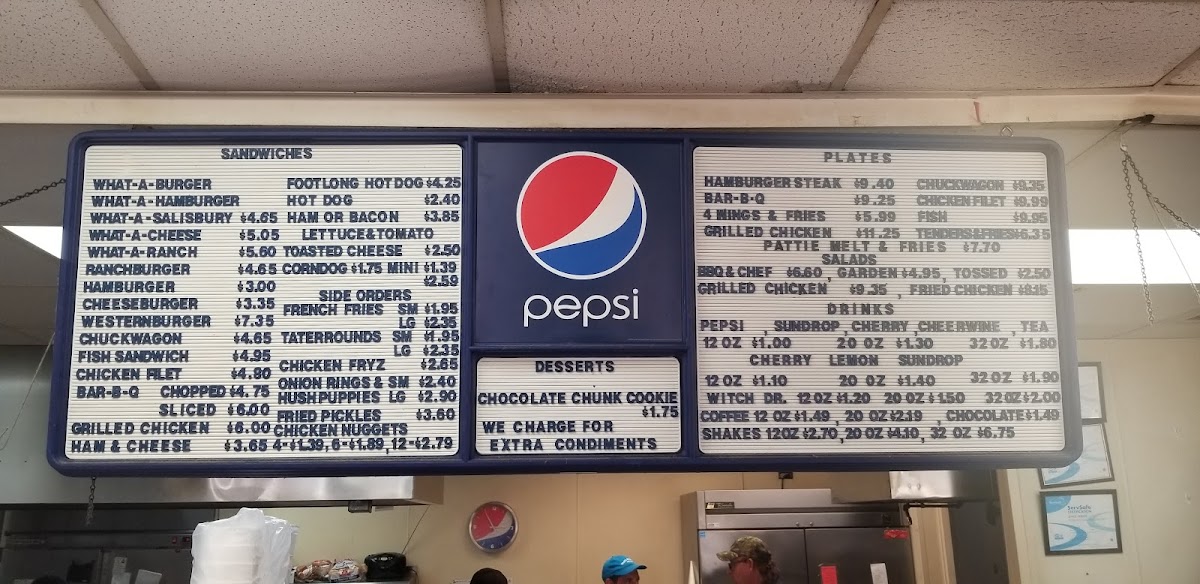 SANDWICHES
WHAT-A-BURGER
WHAT-A-HAMBURGER
WHAT-A-SALISBURY $4.65
WHAT-A-CHEESE $5.05
WHAT-A-RANCH $5.60
RANCHBURGER $4.65
HAMBURGER $3.00
CHEESEBURGER $3.35
WESTERNBURGER $7.35
CHUCKWAGON $4.65
FISH SANDWICH $4.95
CHICKEN FILET $4.80
BAR-B-Q CHOPPED $4.75
SLICED $6.00
GRILLED CHICKEN $6.00
HAM & CHEESE $3.65
FOOTLONG HOT DOG $4.25
HOT DOG $2.40
HAM OR BACON $3.85
LETTUCE & TOMATO
TOASTED CHEESE $2.50
CORNDOG $1.75 MINI $1.39
$2.59
SIDE ORDERS
FRENCH FRIES SM $1.95
LG $2.35
TATERROUNDS SM $1.95
LG $2.35
CHICKEN FRYZ $2.65
ONION RINGS & SM $2.40
HUSHPUPPIES LG $2.90
FRIED PICKLES $3.60
CHICKEN NUGGETS
4-$1.39, 6-$1.89, 12-$2.79
pepsi
DESSERTS
CHOCOLATE CHUNK COOKIE
$1.75
WE CHARGE FOR
EXTRA CONDIMENTS
PLATES
HAMBURGER STEAK $9.40 CHUCKWAGON $9.35
BAR-B-Q $9.25 CHICKEN FILET $9.99
4 WINGS & FRIES $5.99 FISH $9.95
GRILLED CHICKEN $11.25 TENDERS & FRIES $6.35
PATTIE MELT & FRIES $7.70
SALADS
BBQ & CHEF $6.60, GARDEN $4.95, TOSSED $2.50
GRILLED CHICKEN $9.35, FRIED CHICKEN $8.15
DRINKS
PEPSI, SUNDROP, CHERRY, CHEERWINE, TEA
12 OZ $1.00 20 OZ $1.30 32 OZ $1.80
CHERRY LEMON SUNDROP
12 OZ $1.10 20 OZ $1.40 32 OZ $1.90
WITCH DR. 12 OZ $1.20 20 OZ $1.50 32 OZ $2.00
COFFEE 12 OZ $1.49, 20 OZ $2.19, CHOCOLATE $1.49
SHAKES 12 OZ $2.70, 20 OZ $4.10, 32 OZ $6.75
ServSafe